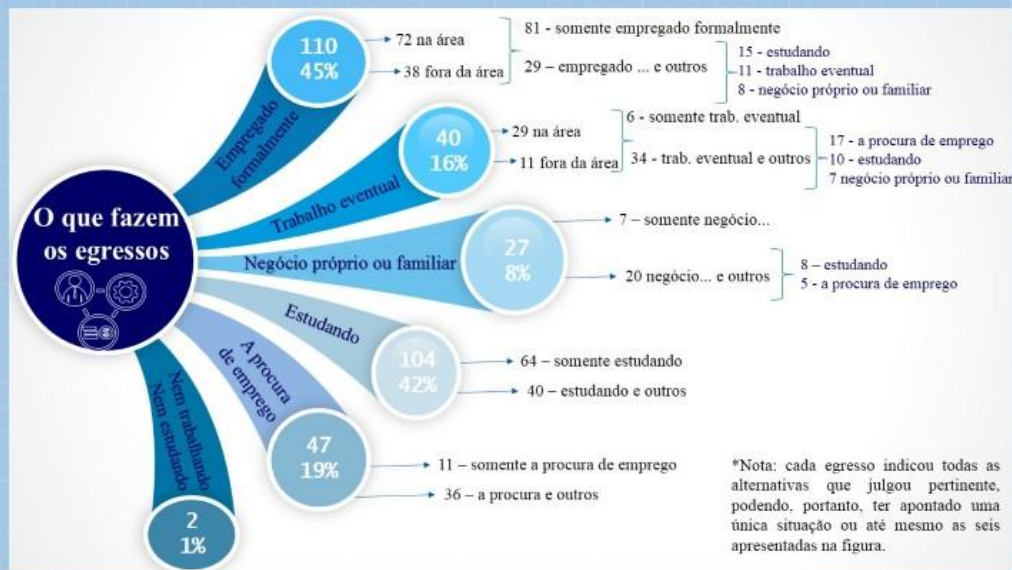 O que fazem
os egressos
Empregado
formalmente
110
45%
72 na área
38 fora da área
81 - somente empregado formalmente
29 – empregado ... e outros
15 - estudando
11 - trabalho eventual
8 - negócio próprio ou familiar
Trabalho eventual
40
16%
29 na área
11 fora da área
6 - somente trab. eventual
34 - trab. eventual e outros
17 - a procura de emprego
10 - estudando
7 negócio próprio ou familiar
Negócio próprio ou familiar
27
8%
7 – somente negócio...
20 negócio... e outros
8 – estudando
5 - a procura de emprego
Estudando
104
42%
64 – somente estudando
40 – estudando e outros
A procura
de emprego
47
19%
11 – somente a procura de emprego
36 – a procura e outros
Nem trabalhando
Nem estudando
2
1%
*Nota: cada egresso indicou todas as
alternativas que julgou pertinente,
podendo, portanto, ter apontado uma
única situação ou até mesmo as seis
apresentadas na figura.